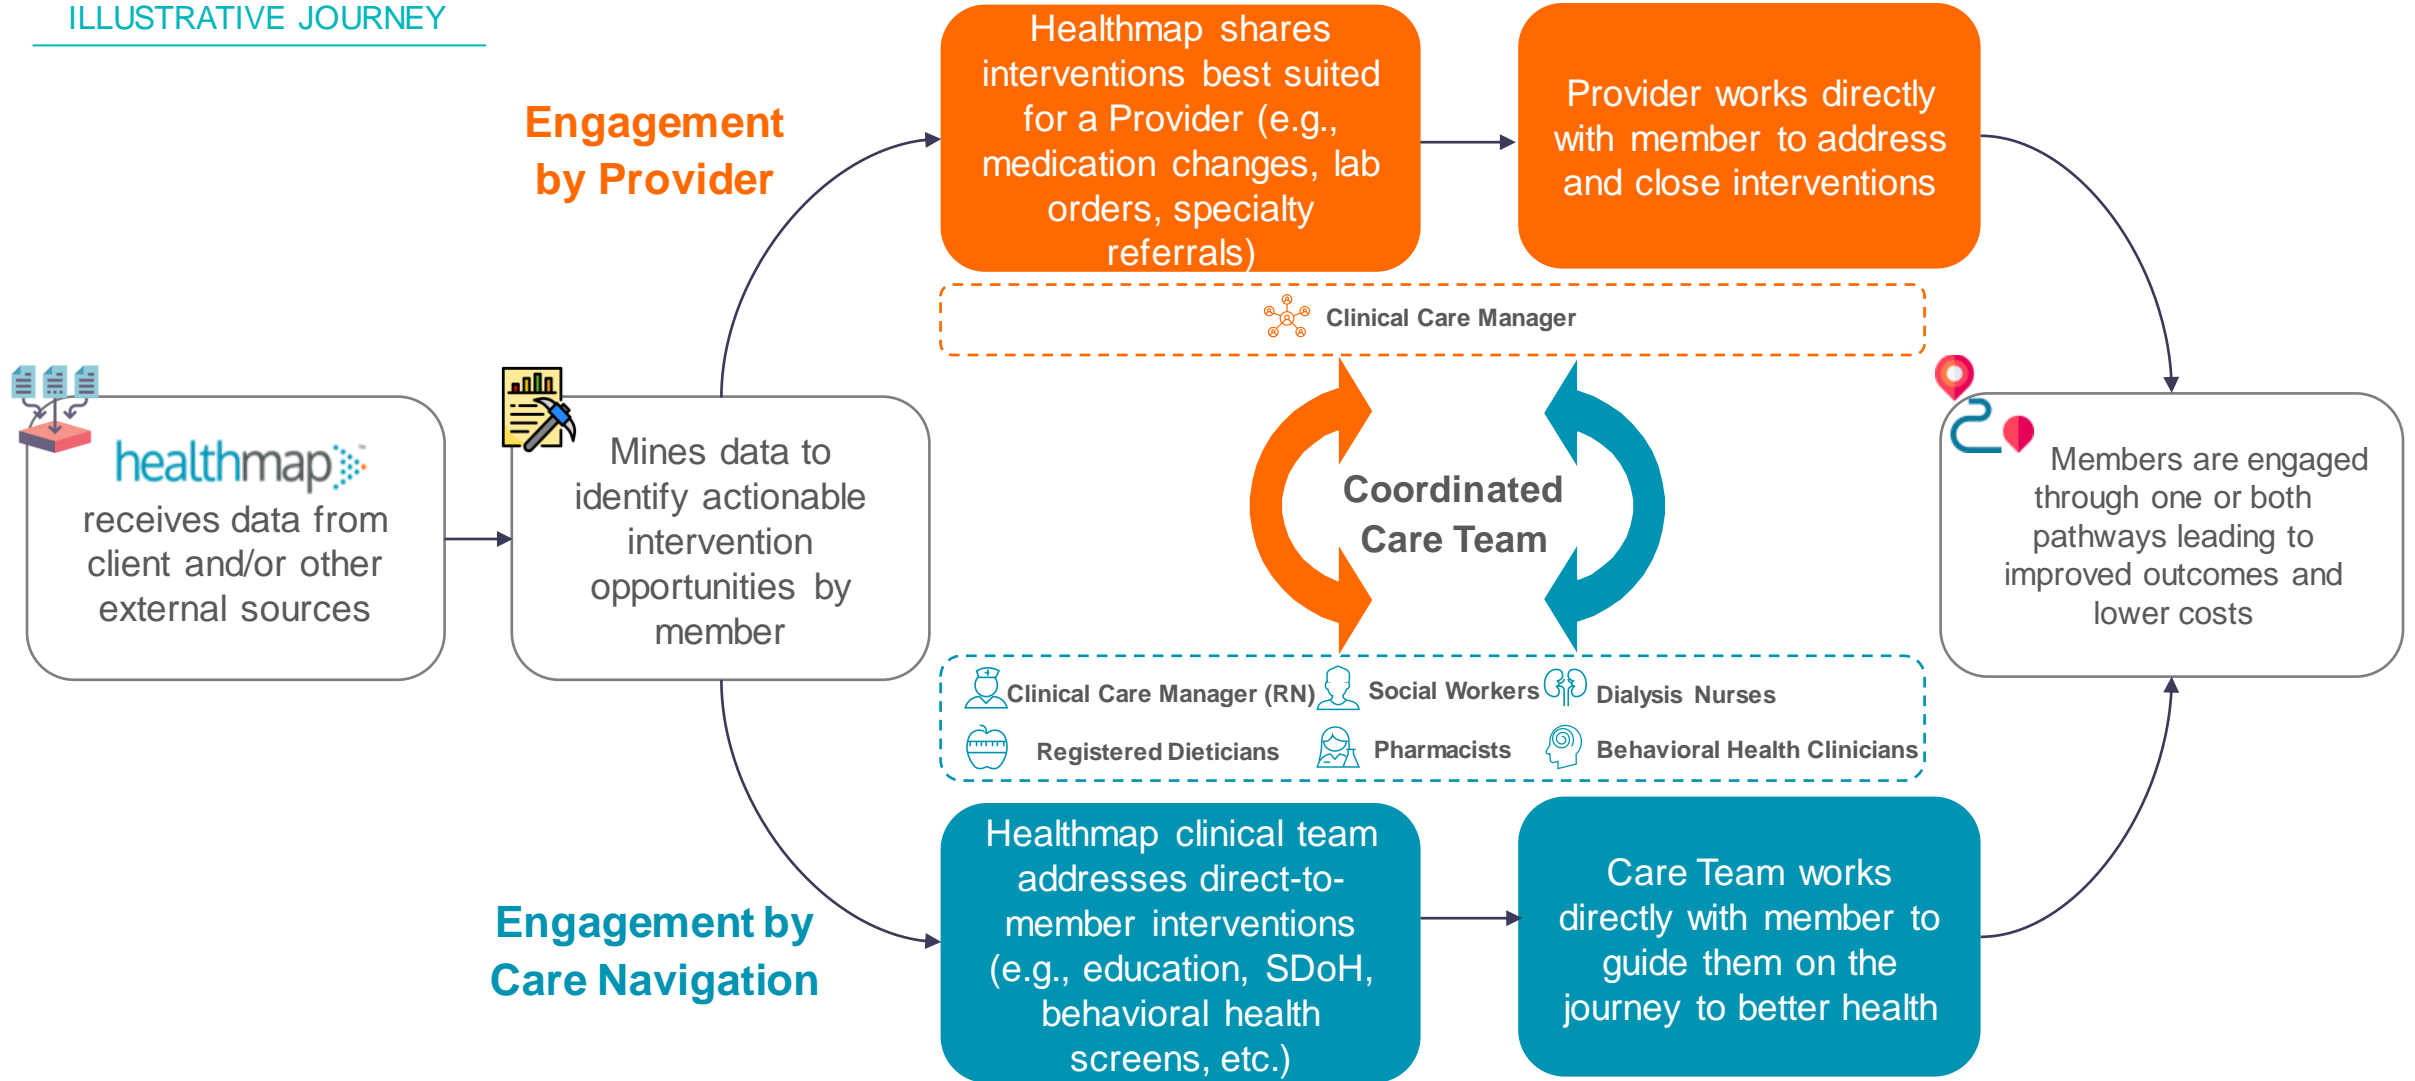 ILLUSTRATIVE JOURNEY
Engagement
by Provider
Healthmap shares
interventions best suited
for a Provider (e.g.,
medication changes, lab
orders, specialty
referrals)
Provider works directly
with member to address
and close interventions
Clinical Care Manager
healthmap™
receives data from
client and/or other
external sources
Mines data to
identify actionable
intervention
opportunities by
member
Coordinated
Care Team
Members are engaged
through one or both
pathways leading to
improved outcomes and
lower costs
Clinical Care Manager (RN)
Social Workers
Dialysis Nurses
Registered Dieticians
Pharmacists
Behavioral Health Clinicians
Engagement by
Care Navigation
Healthmap clinical team
addresses direct-to-
member interventions
(e.g., education, SDoH,
behavioral health
screens, etc.)
Care Team works
directly with member to
guide them on the
journey to better health